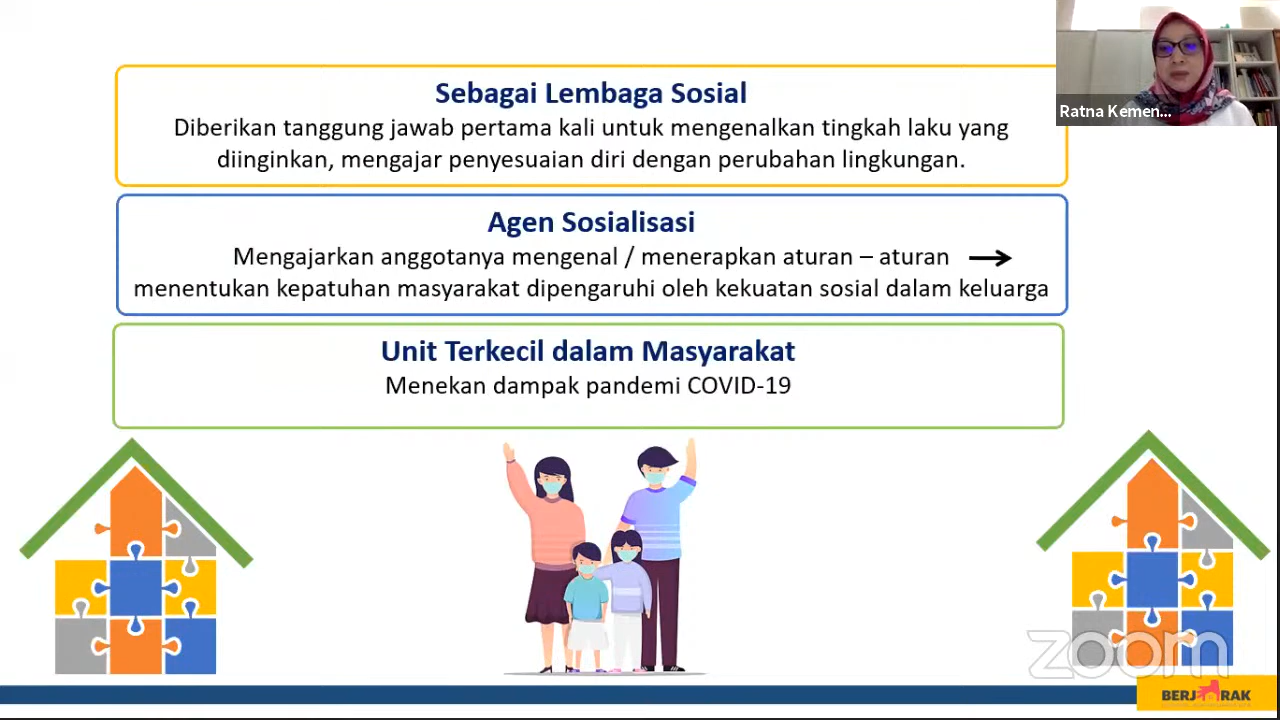 Sebagai Lembaga Sosial
Diberikan tanggung jawab pertama kali untuk mengenalkan tingkah laku yang
diinginkan, mengajar penyesuaian diri dengan perubahan lingkungan.
Ratna Kemen...
Agen Sosialisasi
Mengajarkan anggotanya mengenal / menerapkan aturan – aturan →
menentukan kepatuhan masyarakat dipengaruhi oleh kekuatan sosial dalam keluarga
Unit Terkecil dalam Masyarakat
Menekan dampak pandemi COVID-19
zoom
BERJARAK